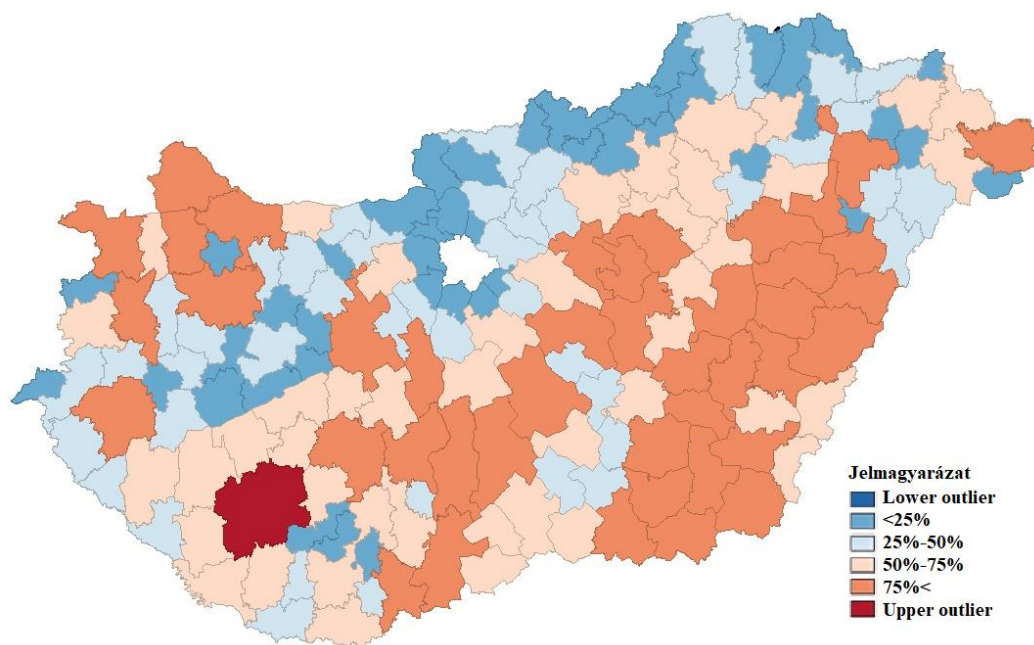 Jelmagyarázat
Lower outlier
<25%
25%-50%
50%-75%
75%<
Upper outlier